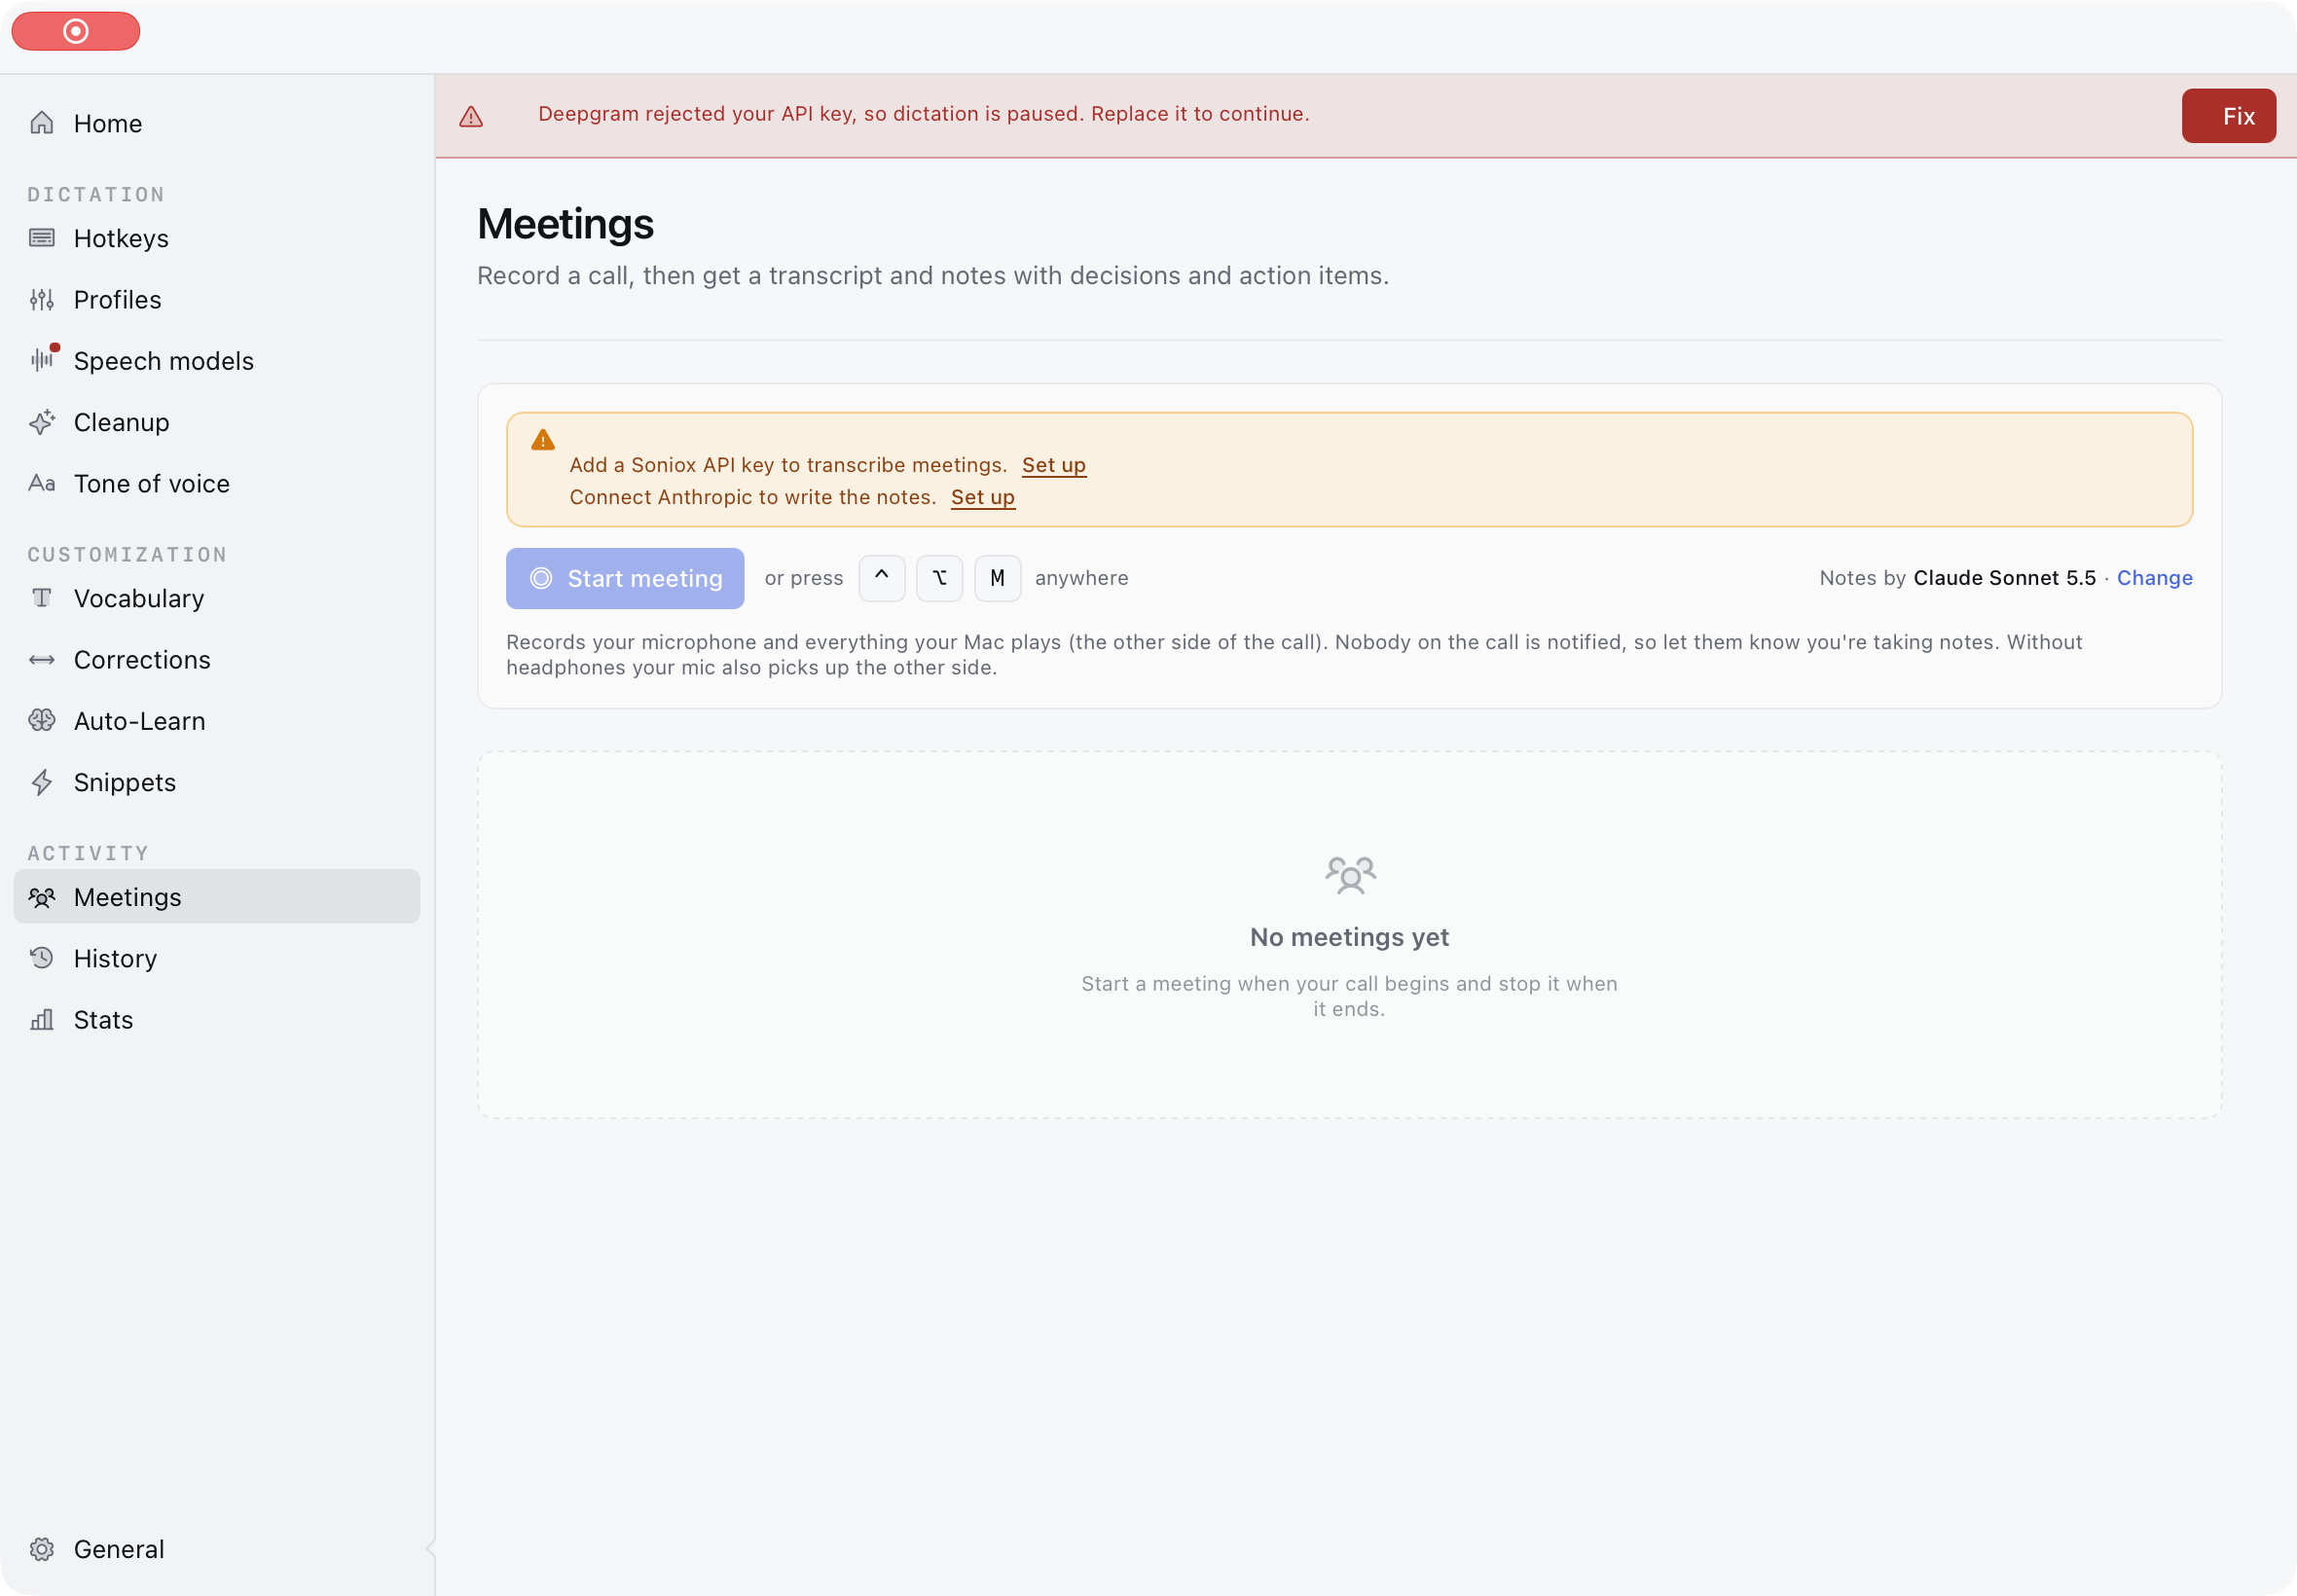 Home
DICTATION
Hotkeys
Profiles
Speech models
Cleanup
Aa Tone of voice
CUSTOMIZATION
Vocabulary
Corrections
Auto-Learn
Snippets
ACTIVITY
Meetings
History
Stats
General
Deepgram rejected your API key, so dictation is paused. Replace it to continue.
Fix
Meetings
Record a call, then get a transcript and notes with decisions and action items.
Add a Soniox API key to transcribe meetings. Set up
Connect Anthropic to write the notes. Set up
Start meeting or press ^ ⌥ M anywhere
Notes by Claude Sonnet 5.5 · Change
Records your microphone and everything your Mac plays (the other side of the call). Nobody on the call is notified, so let them know you're taking notes. Without
headphones your mic also picks up the other side.
No meetings yet
Start a meeting when your call begins and stop it when
it ends.